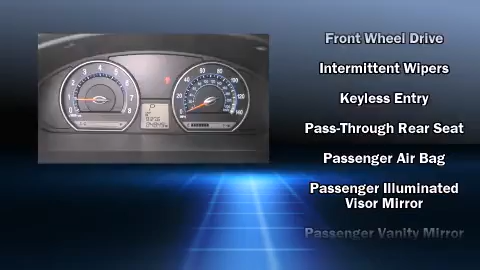 Front Wheel Drive
Intermittent Wipers
Keyless Entry
Pass-Through Rear Seat
Passenger Air Bag
Passenger Illuminated
Visor Mirror
Passenger Vanity Mirror